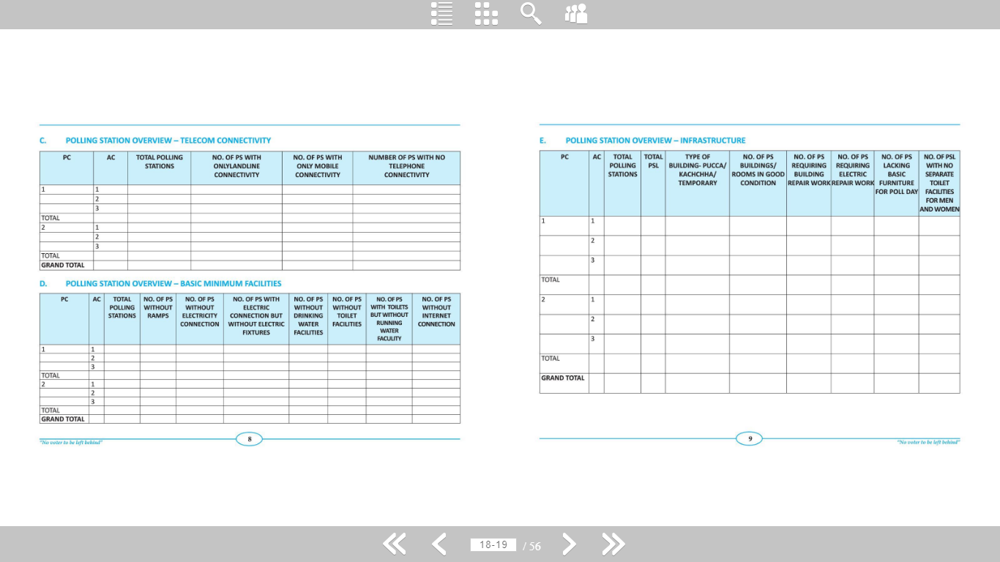 C. POLLING STATION OVERVIEW – TELECOM CONNECTIVITY
PC AC TOTAL POLLING STATIONS NO. OF PS WITH ONLYLANDLINE CONNECTIVITY NO. OF PS WITH ONLY MOBILE CONNECTIVITY NUMBER OF PS WITH NO TELEPHONE CONNECTIVITY
1 1
2
3
TOTAL
2 1
2
3
TOTAL
GRAND TOTAL
D. POLLING STATION OVERVIEW – BASIC MINIMUM FACILITIES
PC AC TOTAL POLLING STATIONS NO. OF PS WITHOUT RAMPS NO. OF PS WITHOUT ELECTRICITY CONNECTION NO. OF PS WITH ELECTRIC CONNECTION BUT WITHOUT ELECTRIC FIXTURES NO. OF PS WITHOUT DRINKING WATER FACILITIES NO. OF PS WITHOUT TOILET FACILITIES NO. OF PS WITH TOILETS BUT WITHOUT RUNNING WATER FACULITY NO. OF PS WITHOUT INTERNET CONNECTION
1 1
2
3
TOTAL
2 1
2
3
TOTAL
GRAND TOTAL
"No voter to be left behind"
8
E. POLLING STATION OVERVIEW – INFRASTRUCTURE
PC AC TOTAL POLLING STATIONS TOTAL PSL TYPE OF BUILDING- PUCCA/ KACHCHHA/ TEMPORARY NO. OF PS BUILDINGS/ ROOMS IN GOOD CONDITION NO. OF PS REQUIRING BUILDING REPAIR WORK NO. OF PS REQUIRING ELECTRIC REPAIR WORK NO. OF PS LACKING BASIC FURNITURE FOR POLL DAY NO. OF PSL WITH NO SEPARATE TOILET FACILITIES FOR MEN AND WOMEN
1 1
2
3
TOTAL
2 1
2
3
TOTAL
GRAND TOTAL
9
"No voter to be left behind"
18-19 / 56